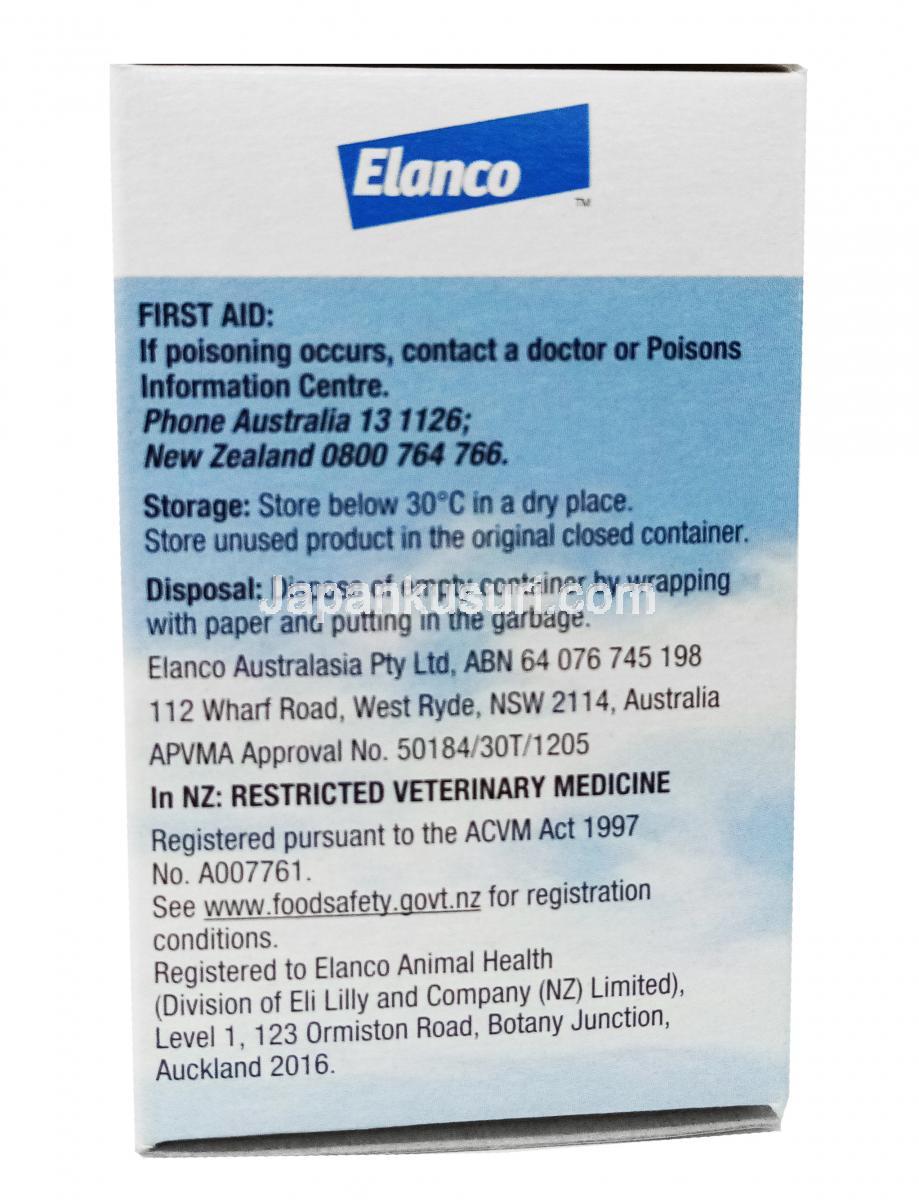 Elanco
TM
FIRST AID:
If poisoning occurs, contact a doctor or Poisons
Information Centre.
Phone Australia 13 1126;
New Zealand 0800 764 766.
Storage: Store below 30°C in a dry place.
Store unused product in the original closed container.
Disposal: Dispose of empty container by wrapping
with paper and putting in the garbage.
Japankusuri.com
Elanco Australasia Pty Ltd, ABN 64 076 745 198
112 Wharf Road, West Ryde, NSW 2114, Australia
APVMA Approval No. 50184/30T/1205
In NZ: RESTRICTED VETERINARY MEDICINE
Registered pursuant to the ACVM Act 1997
No. A007761.
See www.foodsafety.govt.nz for registration
conditions.
Registered to Elanco Animal Health
(Division of Eli Lilly and Company (NZ) Limited),
Level 1, 123 Ormiston Road, Botany Junction,
Auckland 2016.